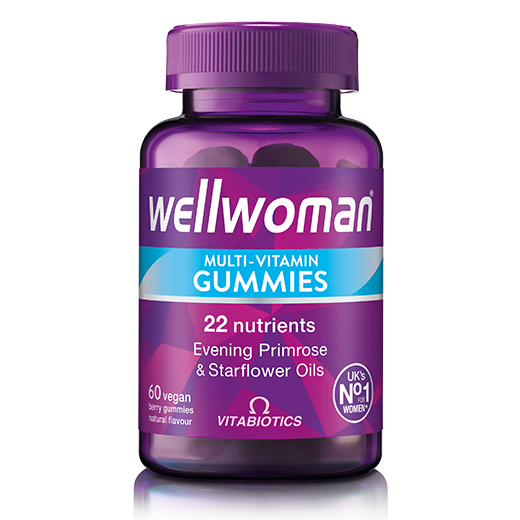 wellwoman®
MULTI-VITAMIN
GUMMIES
22 nutrients
Evening Primrose
& Starflower Oils
60 vegan
berry gummies
natural flavour
UK's
Nº1
FOR
WOMEN*
VITABIOTICS